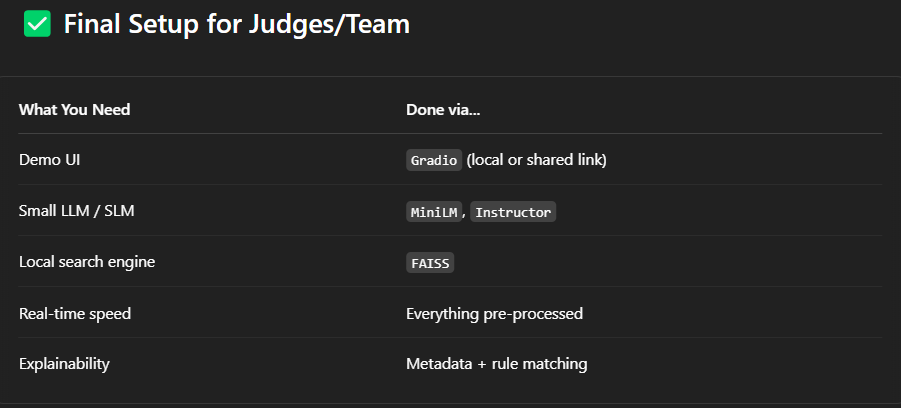 ✅ Final Setup for Judges/Team
What You Need Done via...
Demo UI Gradio (local or shared link)
Small LLM / SLM MiniLM, Instructor
Local search engine FAISS
Real-time speed Everything pre-processed
Explainability Metadata + rule matching